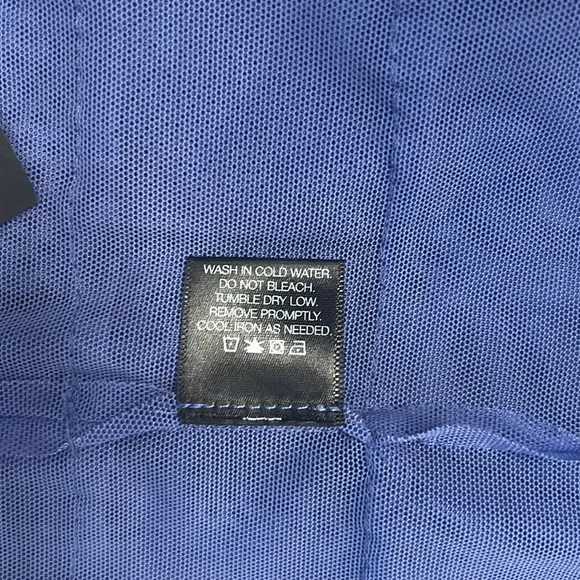 WASH IN COLD WATER.
DO NOT BLEACH.
TUMBLE DRY LOW.
REMOVE PROMPTLY.
COOL IRON AS NEEDED.